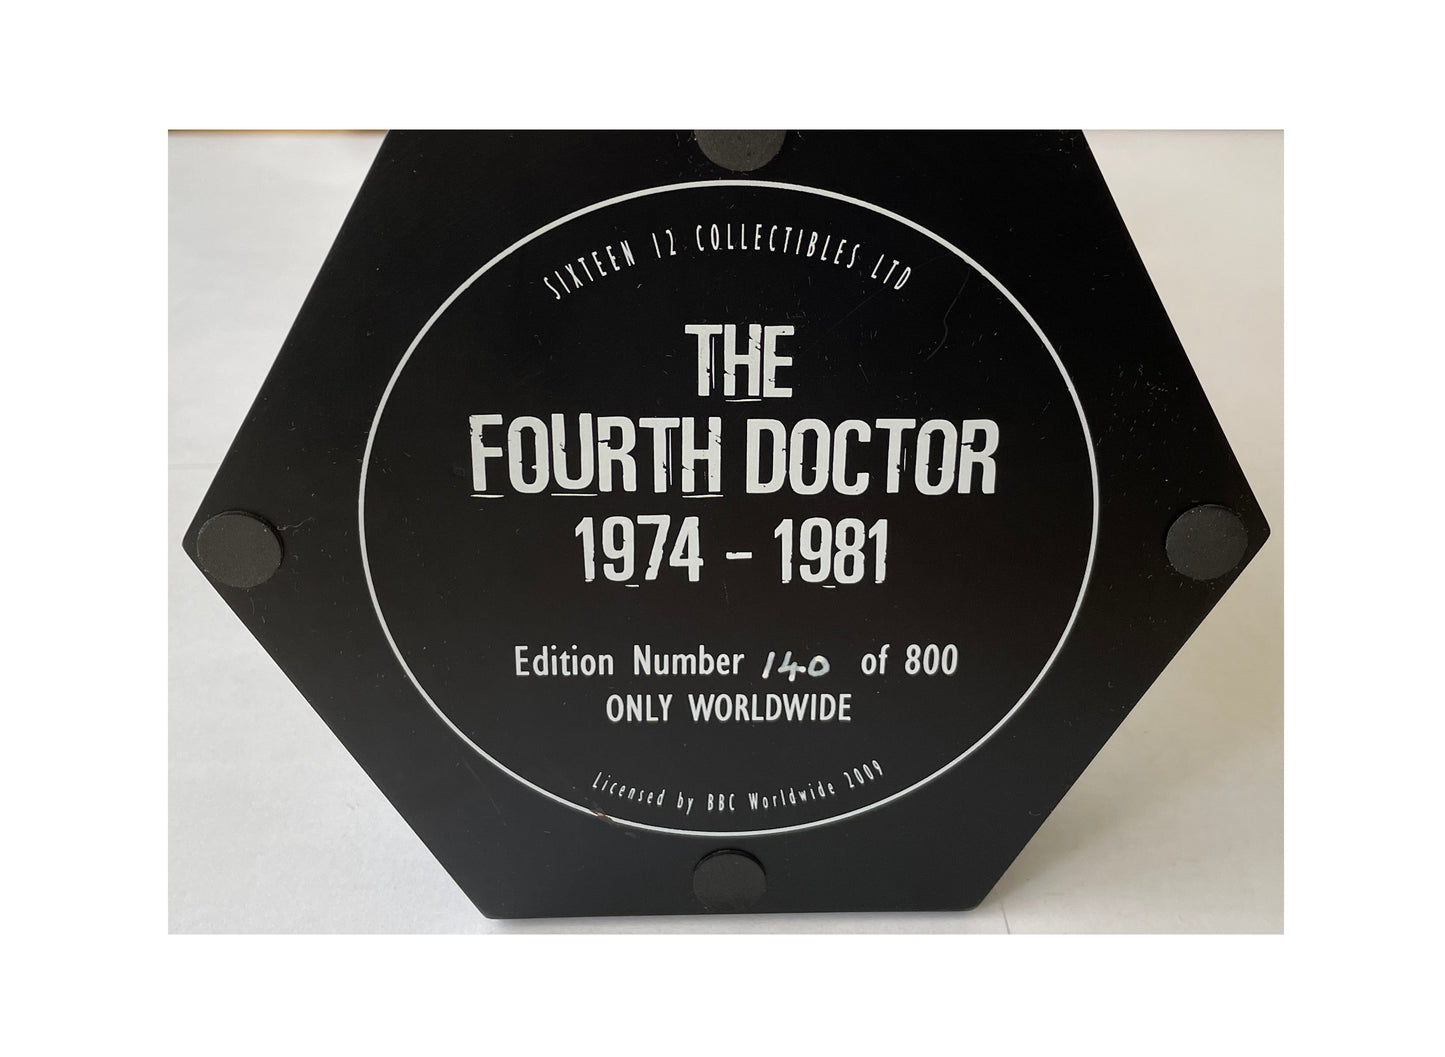 SIXTEEN 12 COLLECTIBLES LTD
THE
FOURTH DOCTOR
1974 - 1981
Edition Number 140 of 800
ONLY WORLDWIDE
Licensed by BBC Worldwide 2009